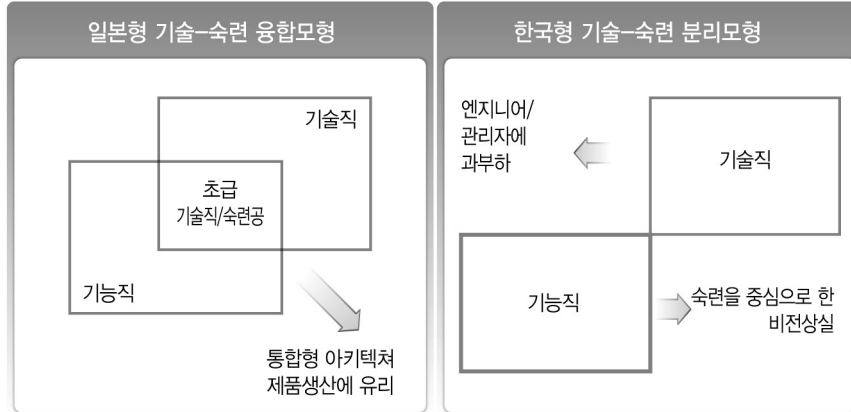 일본형 기술–숙련 융합모형
기술직
초급
기술직/숙련공
기능직
통합형 아키텍쳐
제품생산에 유리
한국형 기술–숙련 분리모형
엔지니어/
관리자에
과부하
기술직
기능직
숙련을 중심으로 한
비전상실